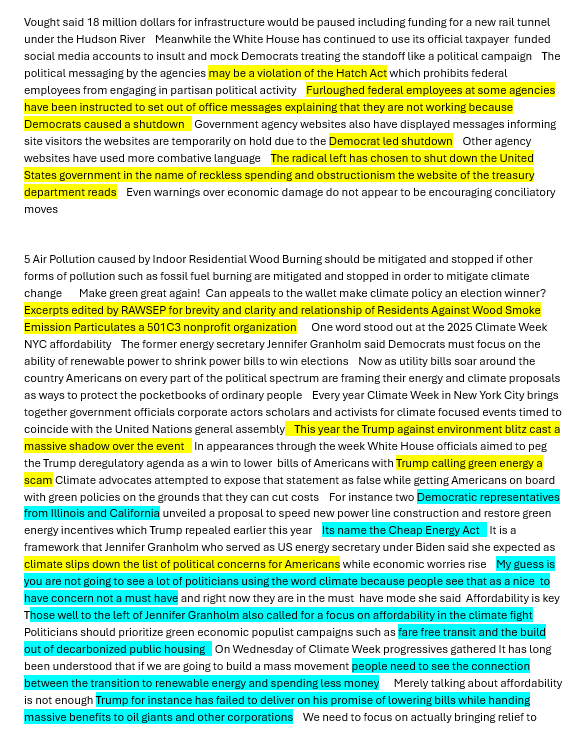 Vought said 18 million dollars for infrastructure would be paused including funding for a new rail tunnel
under the Hudson River Meanwhile the White House has continued to use its official taxpayer funded
social media accounts to insult and mock Democrats treating the standoff like a political campaign The
political messaging by the agencies may be a violation of the Hatch Act which prohibits federal
employees from engaging in partisan political activity Furloughed federal employees at some agencies
have been instructed to set out of office messages explaining that they are not working because
Democrats caused a shutdown Government agency websites also have displayed messages informing
site visitors the websites are temporarily on hold due to the Democrat led shutdown Other agency
websites have used more combative language The radical left has chosen to shut down the United
States government in the name of reckless spending and obstructionism the website of the treasury
department reads Even warnings over economic damage do not appear to be encouraging conciliatory
moves
5 Air Pollution caused by Indoor Residential Wood Burning should be mitigated and stopped if other
forms of pollution such as fossil fuel burning are mitigated and stopped in order to mitigate climate
change Make green great again! Can appeals to the wallet make climate policy an election winner?
Excerpts edited by RAWSEP for brevity and clarity and relationship of Residents Against Wood Smoke
Emission Particulates a 501C3 nonprofit organization One word stood out at the 2025 Climate Week
NYC affordability The former energy secretary Jennifer Granholm said Democrats must focus on the
ability of renewable power to shrink power bills to win elections Now as utility bills soar around the
country Americans on every part of the political spectrum are framing their energy and climate proposals
as ways to protect the pocketbooks of ordinary people Every year Climate Week in New York City brings
together government officials corporate actors scholars and activists for climate focused events timed to
coincide with the United Nations general assembly This year the Trump against environment blitz cast a
massive shadow over the event In appearances through the week White House officials aimed to peg
the Trump deregulatory agenda as a win to lower bills of Americans with Trump calling green energy a
scam Climate advocates attempted to expose that statement as false while getting Americans on board
with green policies on the grounds that they can cut costs For instance two Democratic representatives
from Illinois and California unveiled a proposal to speed new power line construction and restore green
energy incentives which Trump repealed earlier this year Its name the Cheap Energy Act It is a
framework that Jennifer Granholm who served as US energy secretary under Biden said she expected as
climate slips down the list of political concerns for Americans while economic worries rise My guess is
you are not going to see a lot of politicians using the word climate because people see that as a nice to
have concern not a must have and right now they are in the must have mode she said Affordability is key
Those well to the left of Jennifer Granholm also called for a focus on affordability in the climate fight
Politicians should prioritize green economic populist campaigns such as fare free transit and the build
out of decarbonized public housing On Wednesday of Climate Week progressives gathered It has long
been understood that if we are going to build a mass movement people need to see the connection
between the transition to renewable energy and spending less money Merely talking about affordability
is not enough Trump for instance has failed to deliver on his promise of lowering bills while handing
massive benefits to oil giants and other corporations We need to focus on actually bringing relief to